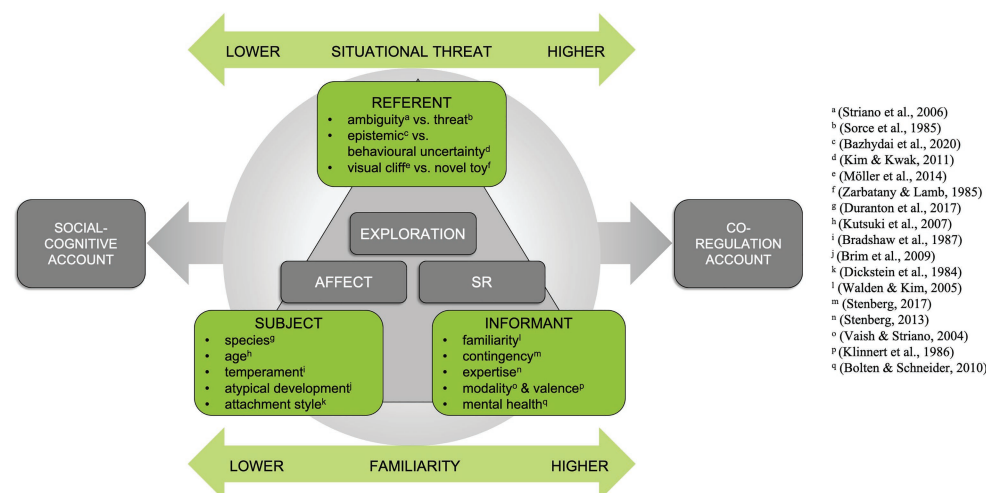 LOWER SITUATIONAL THREAT HIGHER
REFERENT
• ambiguityᵃ vs. threatᵇ
• epistemicᶜ vs.
behavioural uncertaintyᵈ
• visual cliffᵉ vs. novel toyᶠ
SOCIAL-
COGNITIVE
ACCOUNT
EXPLORATION
AFFECT
SR
CO-
REGULATION
ACCOUNT
SUBJECT
• speciesᵍ
• ageʰ
• temperamentⁱ
• atypical developmentʲ
• attachment styleᵏ
INFORMANT
• familiarityˡ
• contingencyᵐ
• expertiseⁿ
• modalityᵒ & valenceᵖ
• mental health<sup>q</sup>
LOWER FAMILIARITY HIGHER
ᵃ (Striano et al., 2006)
ᵇ (Sorce et al., 1985)
ᶜ (Bazhydai et al., 2020)
ᵈ (Kim & Kwak, 2011)
ᵉ (Möller et al., 2014)
ᶠ (Zarbatany & Lamb, 1985)
ᵍ (Duranton et al., 2017)
ʰ (Kutsuki et al., 2007)
ⁱ (Bradshaw et al., 1987)
ʲ (Brim et al., 2009)
ᵏ (Dickstein et al., 1984)
ˡ (Walden & Kim, 2005)
ᵐ (Stenberg, 2017)
ⁿ (Stenberg, 2013)
ᵒ (Vaish & Striano, 2004)
ᵖ (Klinnert et al., 1986)
<sup>q</sup> (Bolten & Schneider, 2010)